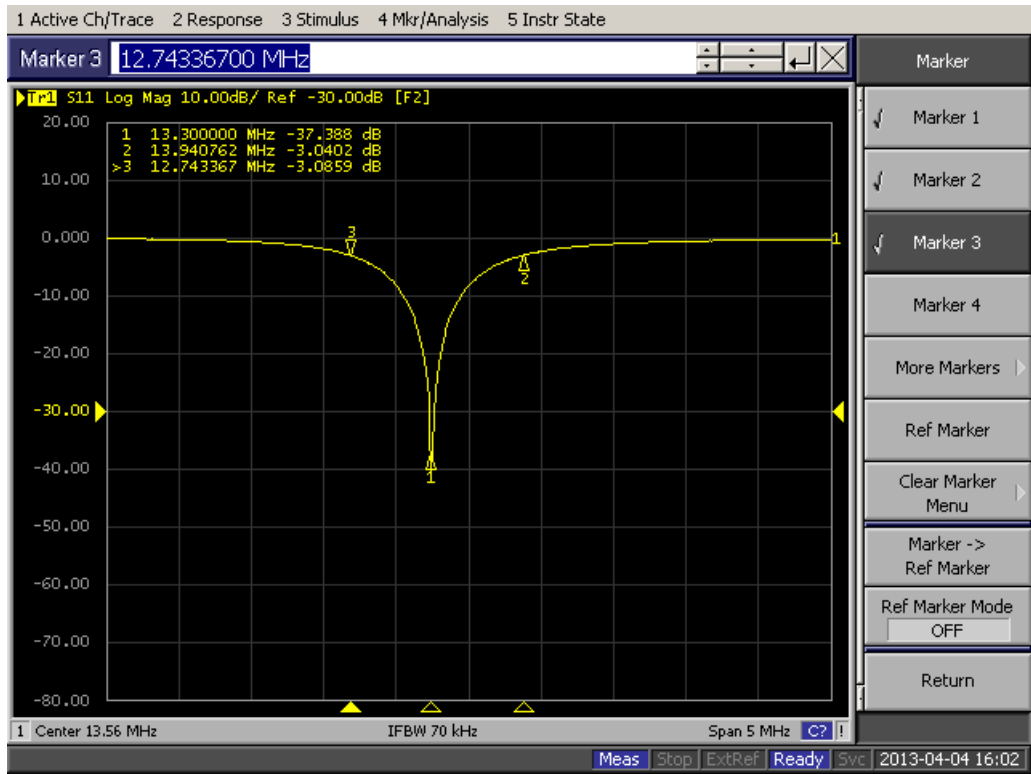 1 Active Ch/Trace 2 Response 3 Stimulus 4 Mkr/Analysis 5 Instr State
Marker 3 12.74336700 MHz
Tr1 S11 Log Mag 10.00dB/ Ref -30.00dB [F2]
1 13.300000 MHz -37.388 dB
2 13.940762 MHz -3.0402 dB
>3 12.743367 MHz -3.0859 dB
20.00
10.00
0.000
-10.00
-20.00
-30.00
-40.00
-50.00
-60.00
-70.00
-80.00
3
2
1
1
1 Center 13.56 MHz IFBW 70 kHz Span 5 MHz C? !
Marker
√ Marker 1
√ Marker 2
√ Marker 3
Marker 4
More Markers
Ref Marker
Clear Marker
Menu
Marker ->
Ref Marker
Ref Marker Mode
OFF
Return
Meas Stop ExtRef Ready Svc 2013-04-04 16:02